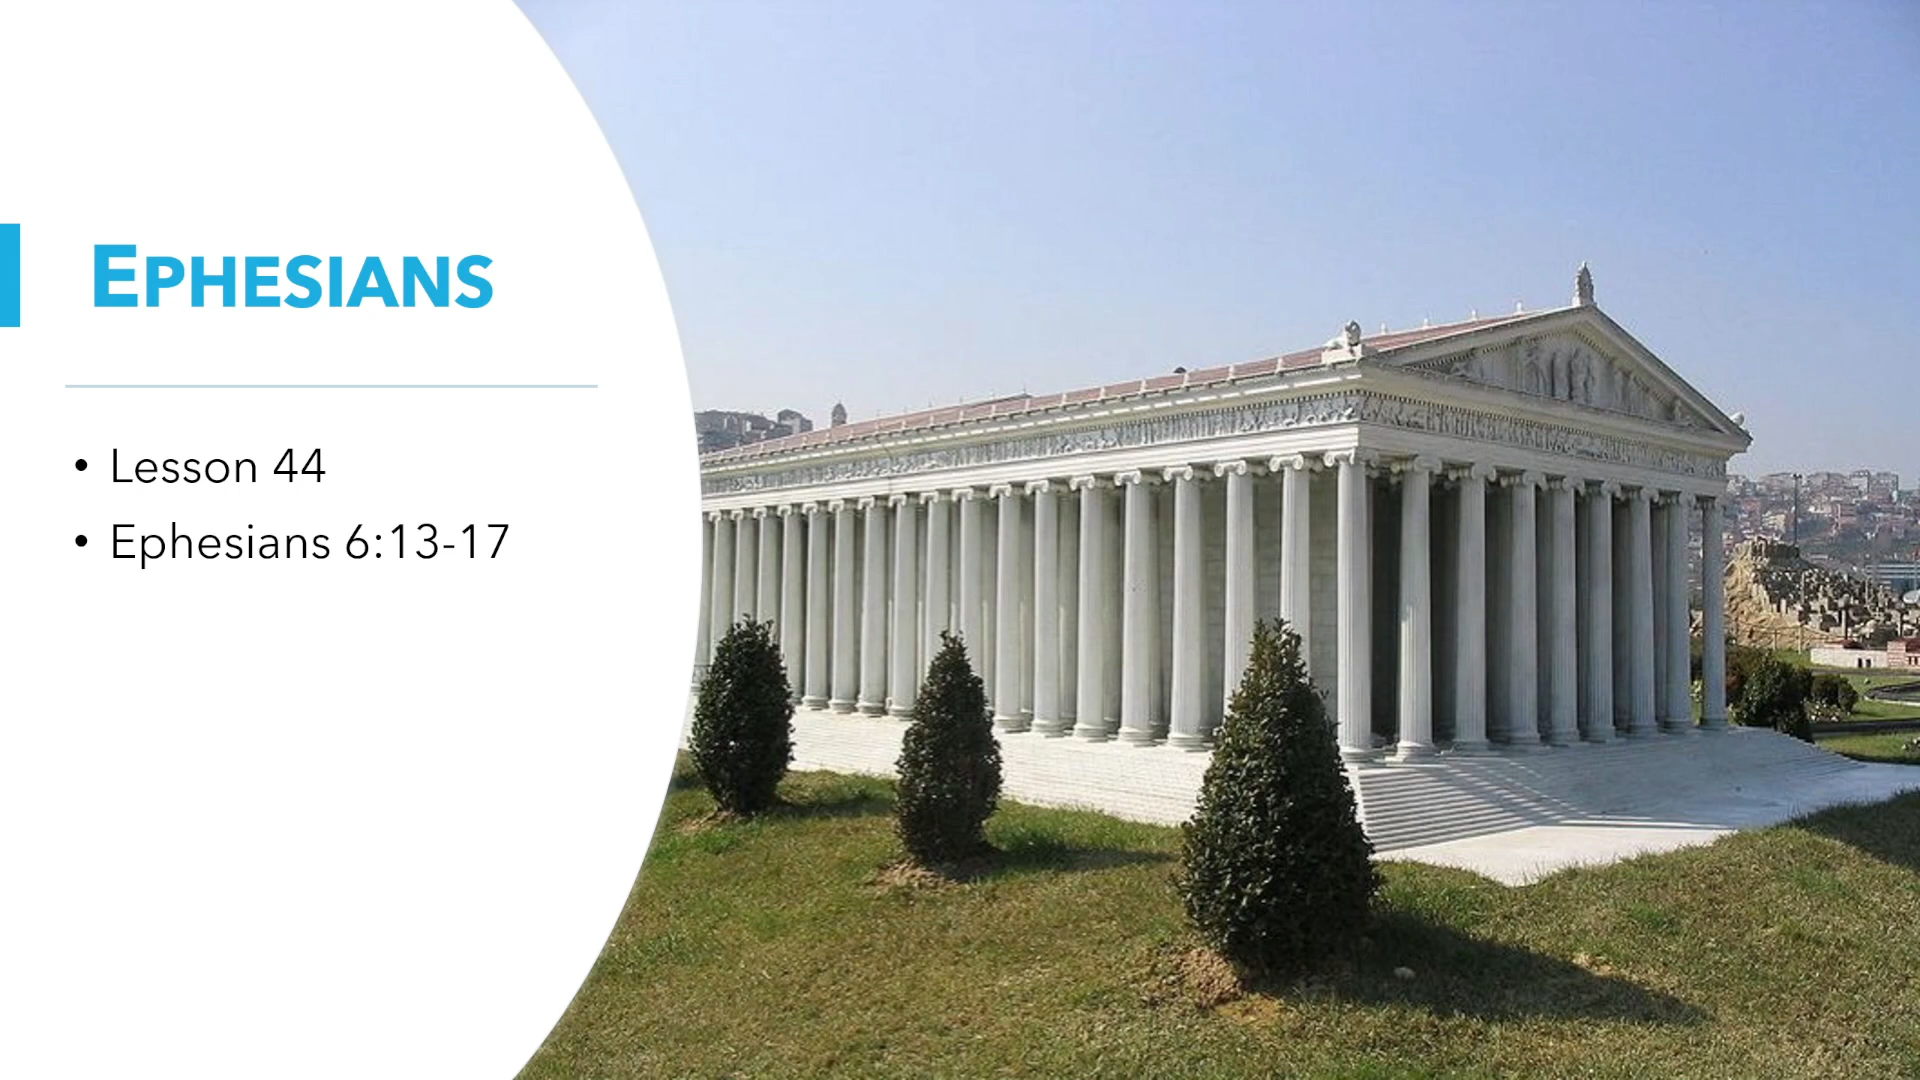 EPHESIANS
• Lesson 44
• Ephesians 6:13-17